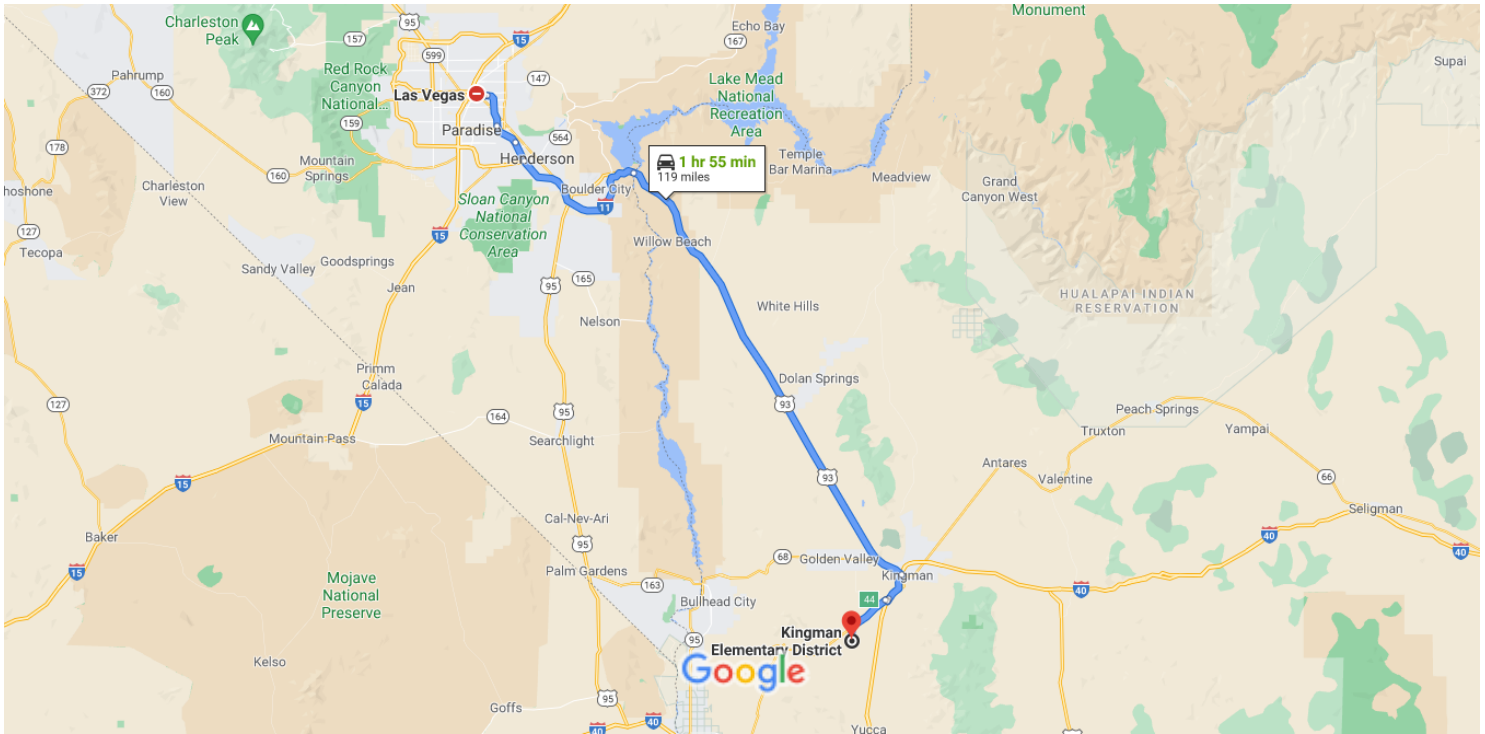 Monument
Charleston
Peak
95
15
Echo Bay
157
167
599
Supai
Red Rock
Canyon
National...
Pahrump
147
Lake Mead
National
Recreation
Area
372
160
Las Vegas
159
Paradise
564
178
Henderson
1 hr 55 min
119 miles
Temple
Bar Marina
Mountain
Springs
160
Meadview
hoshone
Charleston
View
Boulder City
Grand
Canyon West
11
Sloan Canyon
National
Conservation
Area
127
15
Tecopa
Willow Beach
Goodsprings
Sandy Valley
165
Jean
95
HUALAPAI INDIAN
RESERVATION
White Hills
Nelson
Primm
Calada
Dolan Springs
127
15
93
Peach Springs
164
95
Yampai
Truxton
Mountain Pass
Searchlight
Antares
93
66
Valentine
15
Seligman
Cal-Nev-Ari
Baker
95
40
40
68
Golden Valley
15
Palm Gardens
Kingman
163
40
Mojave
National
Preserve
Bullhead City
44
Kingman
Elementary District
95
Kelso
Google
95
Goffs
40
40
Yucca
93